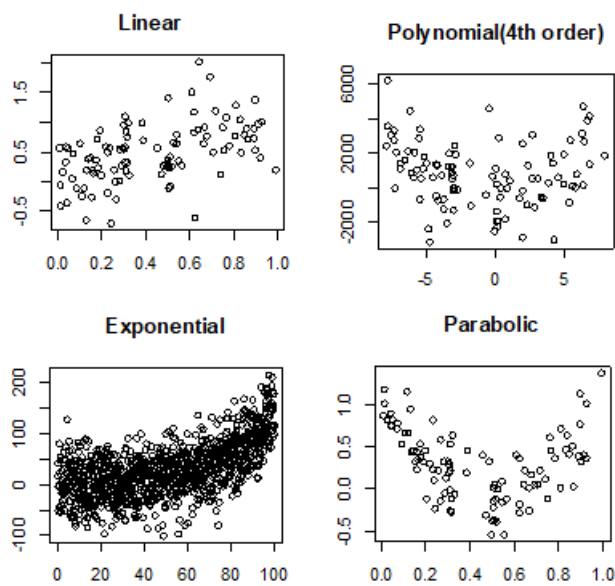 Linear
-0.5 0.5 1.5
0.0 0.2 0.4 0.6 0.8 1.0
Polynomial(4th order)
-2000 2000 6000
-5 0 5
Exponential
-100 0 100 200
0 20 40 60 80 100
Parabolic
-0.5 0.0 0.5 1.0
0.0 0.2 0.4 0.6 0.8 1.0